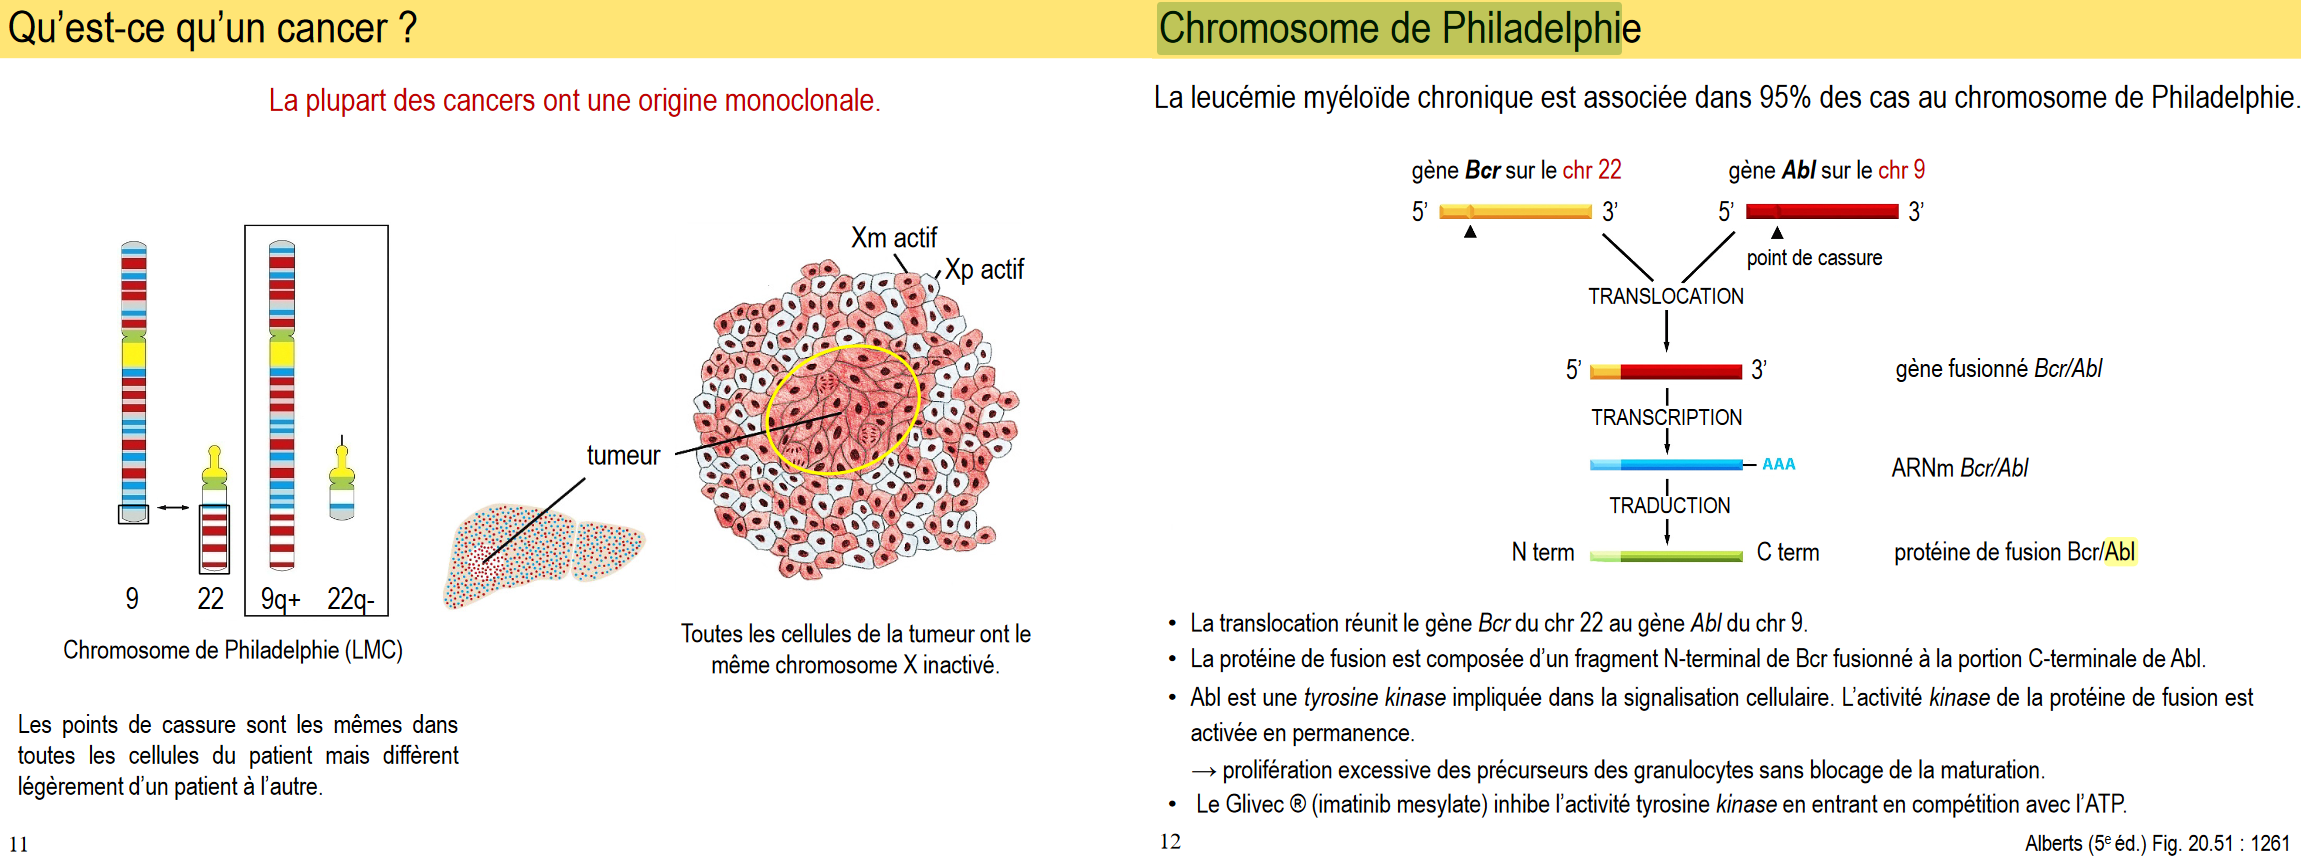 Qu’est-ce qu’un cancer ?
La plupart des cancers ont une origine monoclonale.
Xm actif
Xp actif
tumeur
9
22
9q+
22q-
Chromosome de Philadelphie (LMC)
Toutes les cellules de la tumeur ont le
même chromosome X inactivé.
Les points de cassure sont les mêmes dans
toutes les cellules du patient mais diffèrent
légèrement d’un patient à l’autre.
11
Chromosome de Philadelphie
La leucémie myéloïde chronique est associée dans 95% des cas au chromosome de Philadelphie.
gène Bcr sur le chr 22
gène Abl sur le chr 9
5’ 3’
5’ 3’
point de cassure
TRANSLOCATION
5’ 3’
gène fusionné Bcr/Abl
TRANSCRIPTION
AAA
ARNm Bcr/Abl
TRADUCTION
N term
C term
protéine de fusion Bcr/Abl
• La translocation réunit le gène Bcr du chr 22 au gène Abl du chr 9.
• La protéine de fusion est composée d’un fragment N-terminal de Bcr fusionné à la portion C-terminale de Abl.
• Abl est une tyrosine kinase impliquée dans la signalisation cellulaire. L’activité kinase de la protéine de fusion est
activée en permanence.
→ prolifération excessive des précurseurs des granulocytes sans blocage de la maturation.
• Le Glivec ® (imatinib mesylate) inhibe l’activité tyrosine kinase en entrant en compétition avec l’ATP.
12
Alberts (5e éd.) Fig. 20.51 : 1261